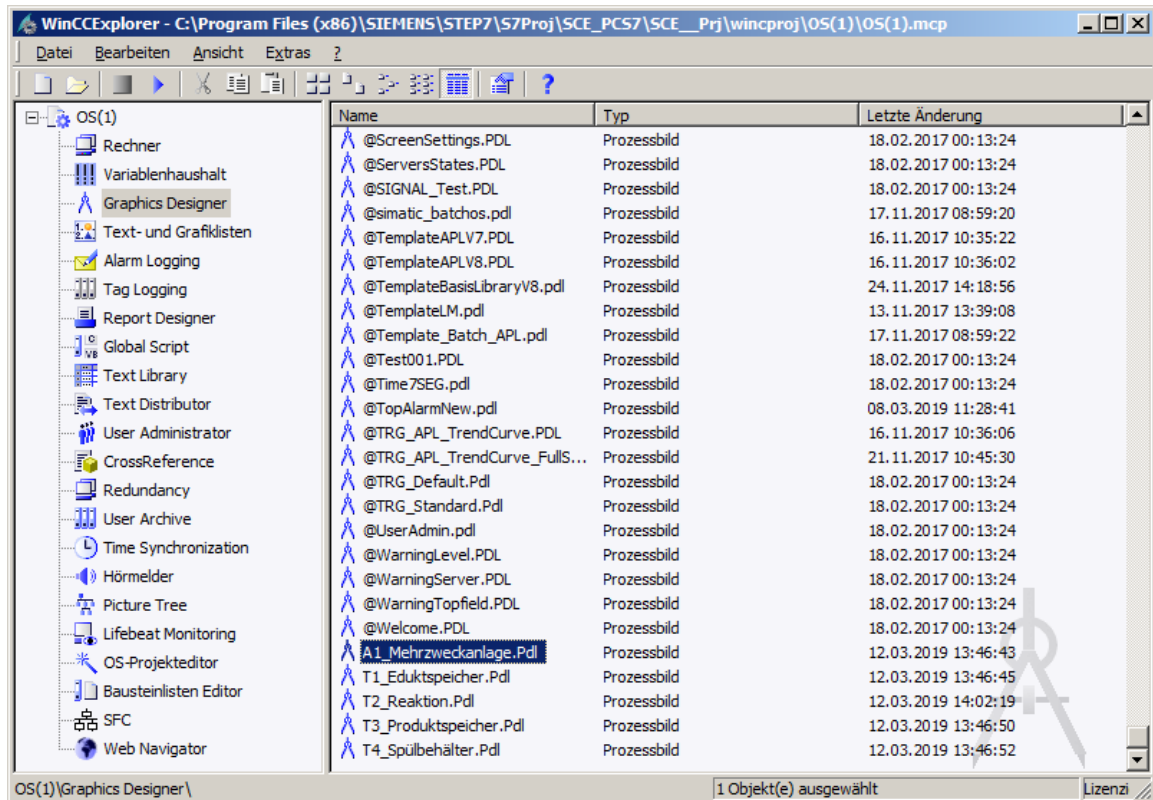 WinCCExplorer - C:\Program Files (x86)\SIEMENS\STEP7\S7Proj\SCE_PCS7\SCE__Prj\wincproj\OS(1)\OS(1).mcp
Datei Bearbeiten Ansicht Extras ?
OS(1)
Rechner
Variablenhaushalt
Graphics Designer
Text- und Grafiklisten
Alarm Logging
Tag Logging
Report Designer
Global Script
Text Library
Text Distributor
User Administrator
CrossReference
Redundancy
User Archive
Time Synchronization
Hörmelder
Picture Tree
Lifebeat Monitoring
OS-Projekteditor
Bausteinlisten Editor
SFC
Web Navigator
Name Typ Letzte Änderung
@ScreenSettings.PDL Prozessbild 18.02.2017 00:13:24
@ServersStates.PDL Prozessbild 18.02.2017 00:13:24
@SIGNAL_Test.PDL Prozessbild 18.02.2017 00:13:24
@simatic_batchos.pdl Prozessbild 17.11.2017 08:59:20
@TemplateAPLV7.PDL Prozessbild 16.11.2017 10:35:22
@TemplateAPLV8.PDL Prozessbild 16.11.2017 10:36:02
@TemplateBasisLibraryV8.pdl Prozessbild 24.11.2017 14:18:56
@TemplateLM.pdl Prozessbild 13.11.2017 13:39:08
@Template_Batch_APL.pdl Prozessbild 17.11.2017 08:59:22
@Test001.PDL Prozessbild 18.02.2017 00:13:24
@Time7SEG.pdl Prozessbild 18.02.2017 00:13:24
@TopAlarmNew.pdl Prozessbild 08.03.2019 11:28:41
@TRG_APL_TrendCurve.PDL Prozessbild 16.11.2017 10:36:06
@TRG_APL_TrendCurve_FullS... Prozessbild 21.11.2017 10:45:30
@TRG_Default.Pdl Prozessbild 18.02.2017 00:13:24
@TRG_Standard.Pdl Prozessbild 18.02.2017 00:13:24
@UserAdmin.pdl Prozessbild 18.02.2017 00:13:24
@WarningLevel.PDL Prozessbild 18.02.2017 00:13:24
@WarningServer.PDL Prozessbild 18.02.2017 00:13:24
@WarningTopfield.PDL Prozessbild 18.02.2017 00:13:24
@Welcome.PDL Prozessbild 18.02.2017 00:13:24
A1_Mehrzweckanlage.Pdl Prozessbild 12.03.2019 13:46:43
T1_Eduktspeicher.Pdl Prozessbild 12.03.2019 13:46:45
T2_Reaktion.Pdl Prozessbild 12.03.2019 14:02:19
T3_Produktspeicher.Pdl Prozessbild 12.03.2019 13:46:50
T4_Spülbehälter.Pdl Prozessbild 12.03.2019 13:46:52
OS(1)\Graphics Designer\ 1 Objekt(e) ausgewählt Lizenzi